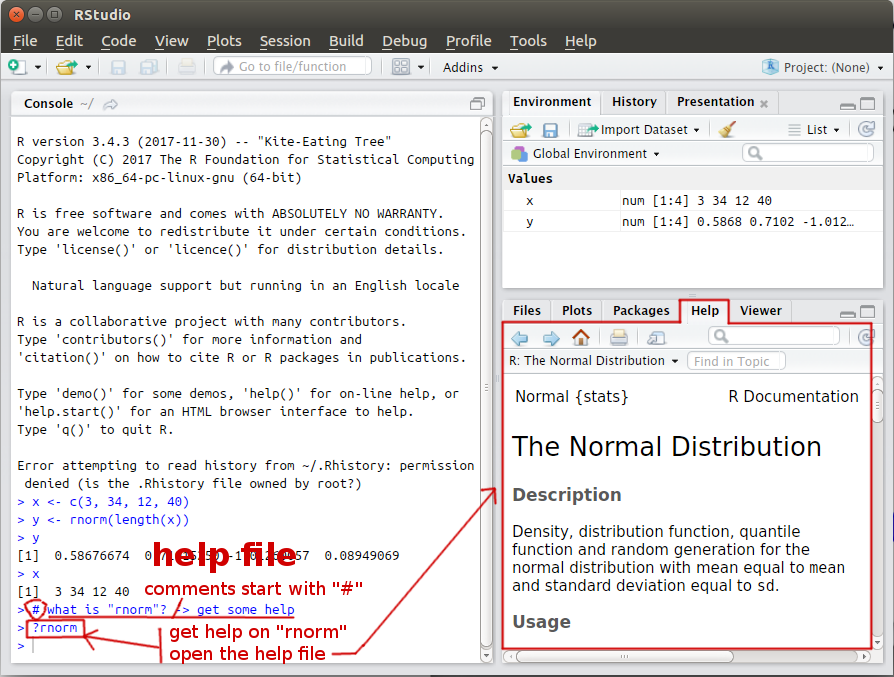 RStudio
File Edit Code View Plots Session Build Debug Profile Tools Help
Go to file/function Addins Project: (None)
Console ~/
R version 3.4.3 (2017-11-30) -- "Kite-Eating Tree"
Copyright (C) 2017 The R Foundation for Statistical Computing
Platform: x86_64-pc-linux-gnu (64-bit)
R is free software and comes with ABSOLUTELY NO WARRANTY.
You are welcome to redistribute it under certain conditions.
Type 'license()' or 'licence()' for distribution details.
Natural language support but running in an English locale
R is a collaborative project with many contributors.
Type 'contributors()' for more information and
'citation()' on how to cite R or R packages in publications.
Type 'demo()' for some demos, 'help()' for on-line help, or
'help.start()' for an HTML browser interface to help.
Type 'q()' to quit R.
Error attempting to read history from ~/.Rhistory: permission
denied (is the .Rhistory file owned by root?)
> x <- c(3, 34, 12, 40)
> y <- rnorm(length(x))
> y
[1] 0.58676674 0.08949069
help file
> x
[1] 3 34 12 40
comments start with "#"
> # what is "rnorm"? -> get some help
> ?rnorm
get help on "rnorm"
open the help file
>
Environment History Presentation
Import Dataset List
Global Environment
Values
x num [1:4] 3 34 12 40
y num [1:4] 0.5868 0.7102 -1.012…
Files Plots Packages Help Viewer
R: The Normal Distribution Find in Topic
Normal {stats} R Documentation
The Normal Distribution
Description
Density, distribution function, quantile
function and random generation for the
normal distribution with mean equal to mean
and standard deviation equal to sd.
Usage